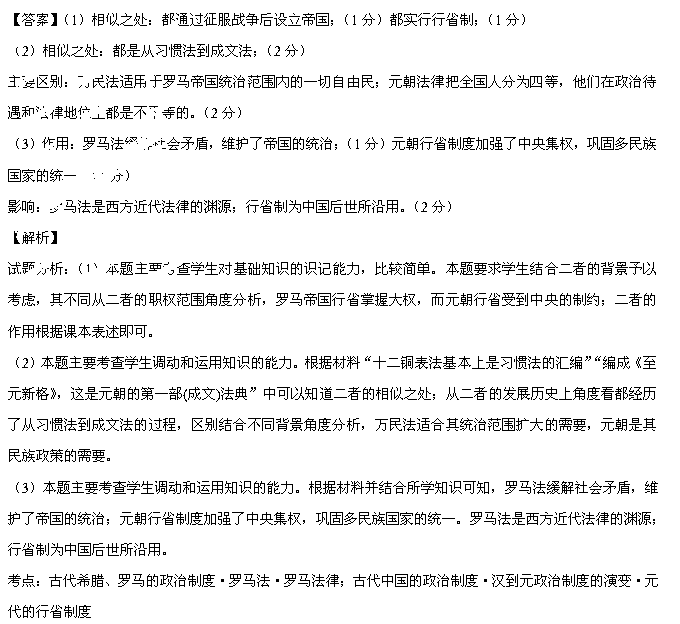 【答案】（1）相似之处：都通过征服战争后设立帝国；（1分）都实行行省制；（1分）
（2）相似之处：都是从习惯法到成文法；（2分）
主要区别：万民法适用于罗马帝国统治范围内的一切自由民；元朝法律把全国人分为四等，他们在政治待
遇和法律地位上都是不平等的。（2分）
（3）作用：罗马法缓解社会矛盾，维护了帝国的统治；（1分）元朝行省制度加强了中央集权，巩固多民族
国家的统一 分）
影响：罗马法是西方近代法律的渊源；行省制为中国后世所沿用。（2分）
【解析】
试题分析：（1）本题主要考查学生对基础知识的识记能力，比较简单。本题要求学生结合二者的背景予以
考虑，其不同从二者的职权范围角度分析，罗马帝国行省掌握大权，而元朝行省受到中央的制约；二者的
作用根据课本表述即可。
（2）本题主要考查学生调动和运用知识的能力。根据材料“十二铜表法基本上是习惯法的汇编”“编成《至
元新格》，这是元朝的第一部(成文)法典”中可以知道二者的相似之处；从二者的发展历史上角度看都经历
了从习惯法到成文法的过程，区别结合不同背景角度分析，万民法适合其统治范围扩大的需要，元朝是其
民族政策的需要。
（3）本题主要考查学生调动和运用知识的能力。根据材料并结合所学知识可知，罗马法缓解社会矛盾，维
护了帝国的统治；元朝行省制度加强了中央集权，巩固多民族国家的统一。罗马法是西方近代法律的渊源；
行省制为中国后世所沿用。
考点：古代希腊、罗马的政治制度·罗马法·罗马法律；古代中国的政治制度·汉到元政治制度的演变·元
代的行省制度